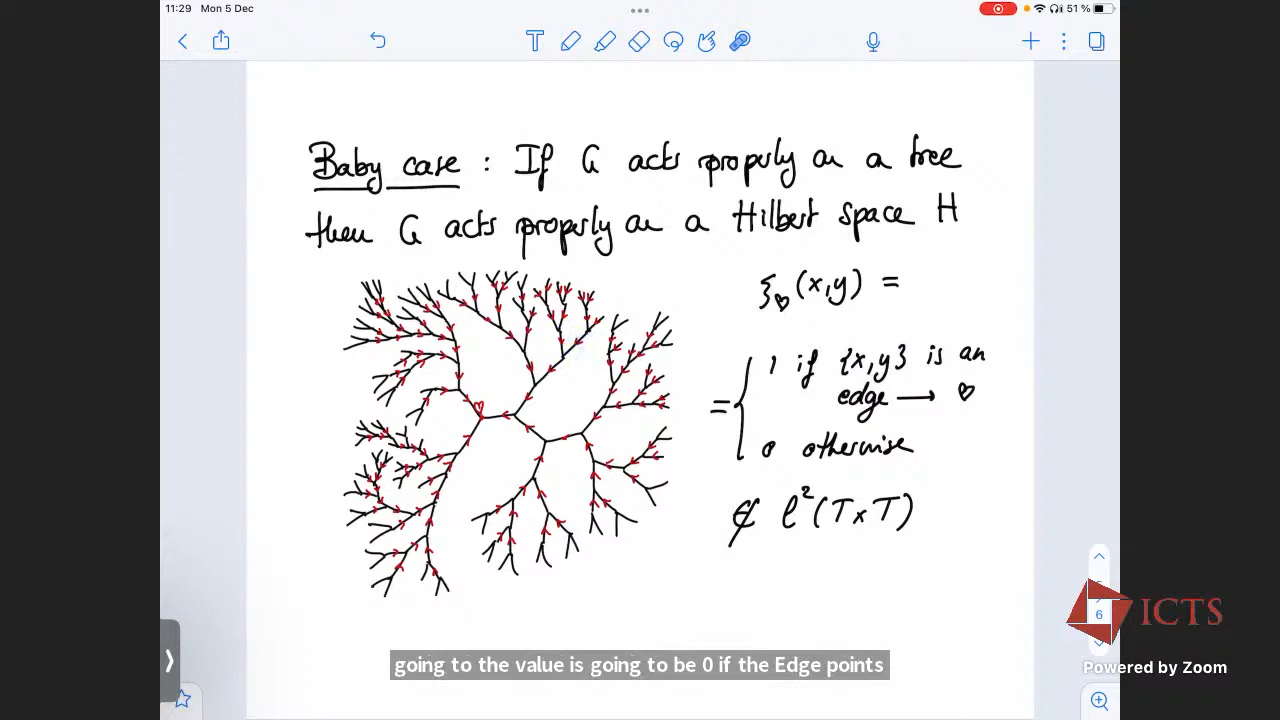 11:29 Mon 5 Dec
51 %
Baby case : If G acts properly on a tree
then G acts properly on a Hilbert space H
ξ♡(x,y) =
= { 1 if {x,y} is an
edge → ♡
0 otherwise
∉ ℓ²(T×T)
6
ICTS
Powered by Zoom
going to the value is going to be 0 if the Edge points